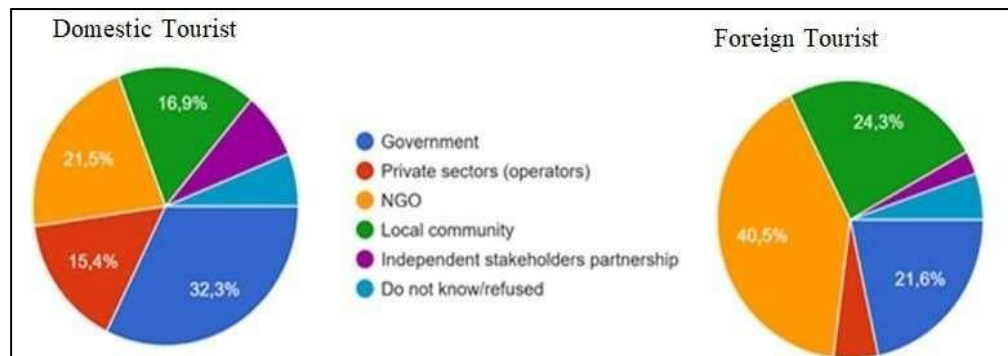 Domestic Tourist
16,9%
21,5%
15,4%
32,3%
Government
Private sectors (operators)
NGO
Local community
Independent stakeholders partnership
Do not know/refused
Foreign Tourist
24,3%
40,5%
21,6%